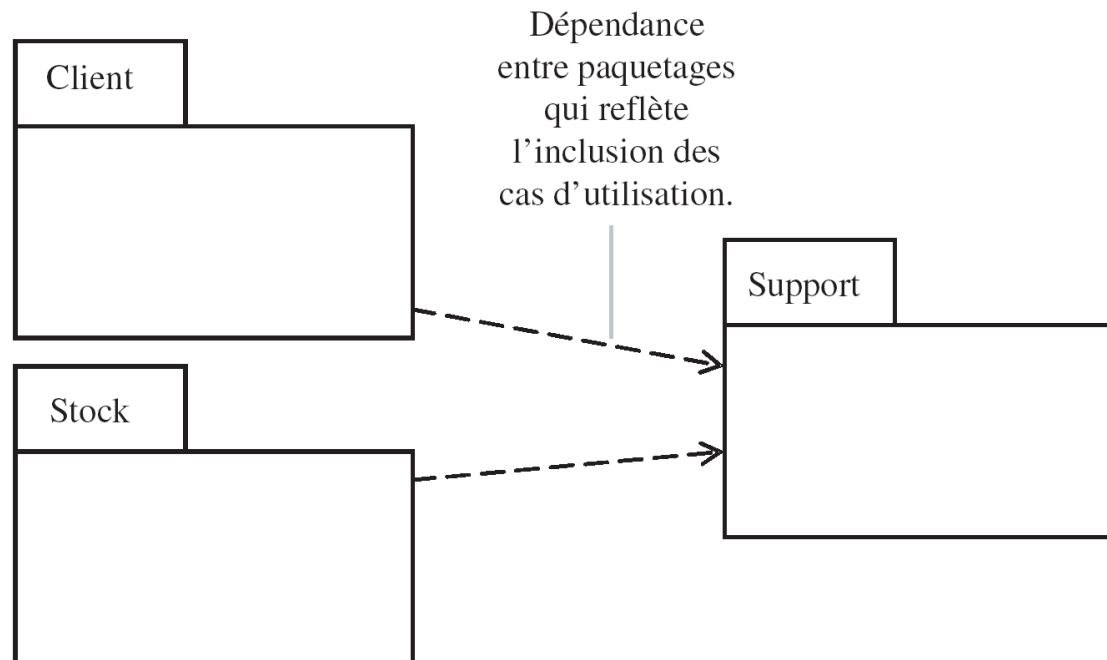 Client
Dépendance
entre paquetages
qui reflète
l’inclusion des
cas d’utilisation.
Support
Stock